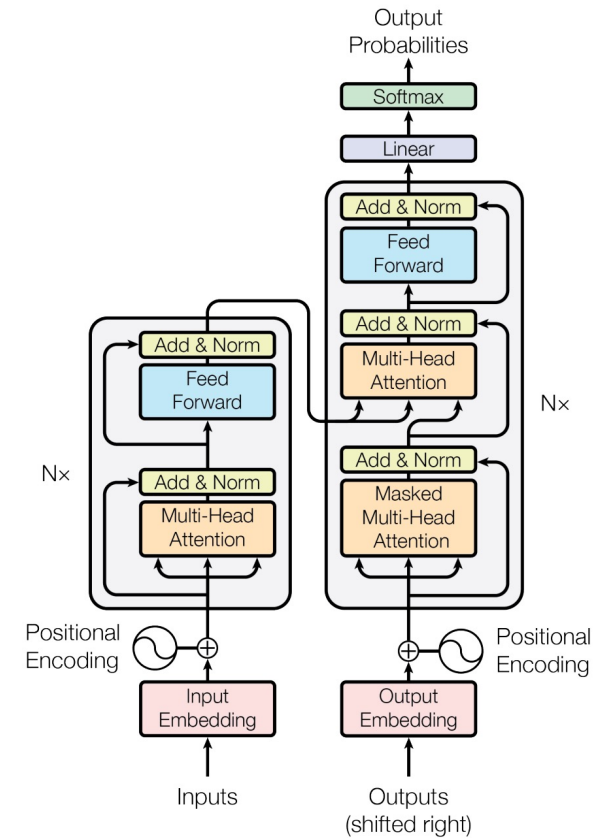 Output
Probabilities
Softmax
Linear
Add & Norm
Feed
Forward
Add & Norm
Multi-Head
Attention
Nx
Add & Norm
Masked
Multi-Head
Attention
Add & Norm
Feed
Forward
Nx
Add & Norm
Multi-Head
Attention
Positional
Encoding
Positional
Encoding
Input
Embedding
Output
Embedding
Inputs
Outputs
(shifted right)